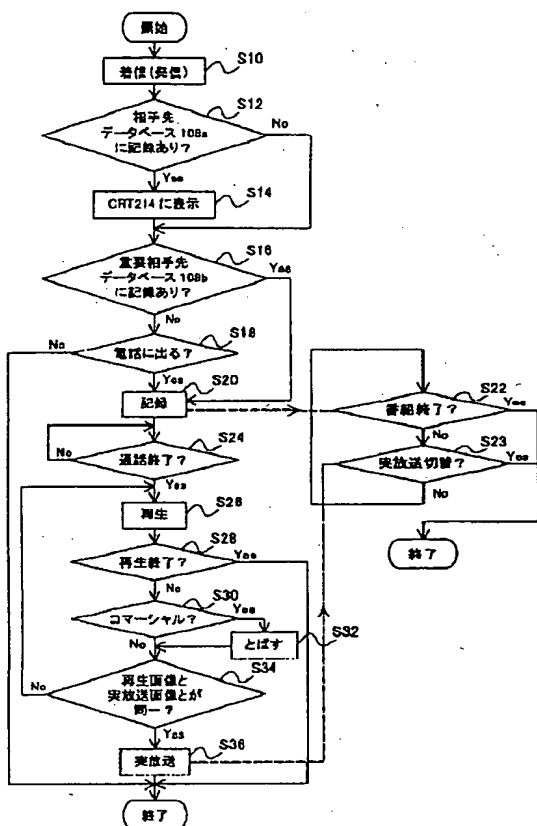 開始
S10
着信(発信)
S12
相手先
データベース108a
に記録あり?
No
Yes
S14
CRT214に表示
S16
重要相手先
データベース108b
に記録あり?
Yes
No
S18
No
電話に出る?
Yes
S20
記録
S22
番組終了?
Yes
No
S23
実放送切替?
Yes
No
終了
S24
No
通話終了?
Yes
S26
再生
S28
再生終了?
Yes
No
S30
コマーシャル?
Yes
No
とばす
S32
S34
No
再生画像と
実放送画像とが
同一?
Yes
S36
実放送
終了